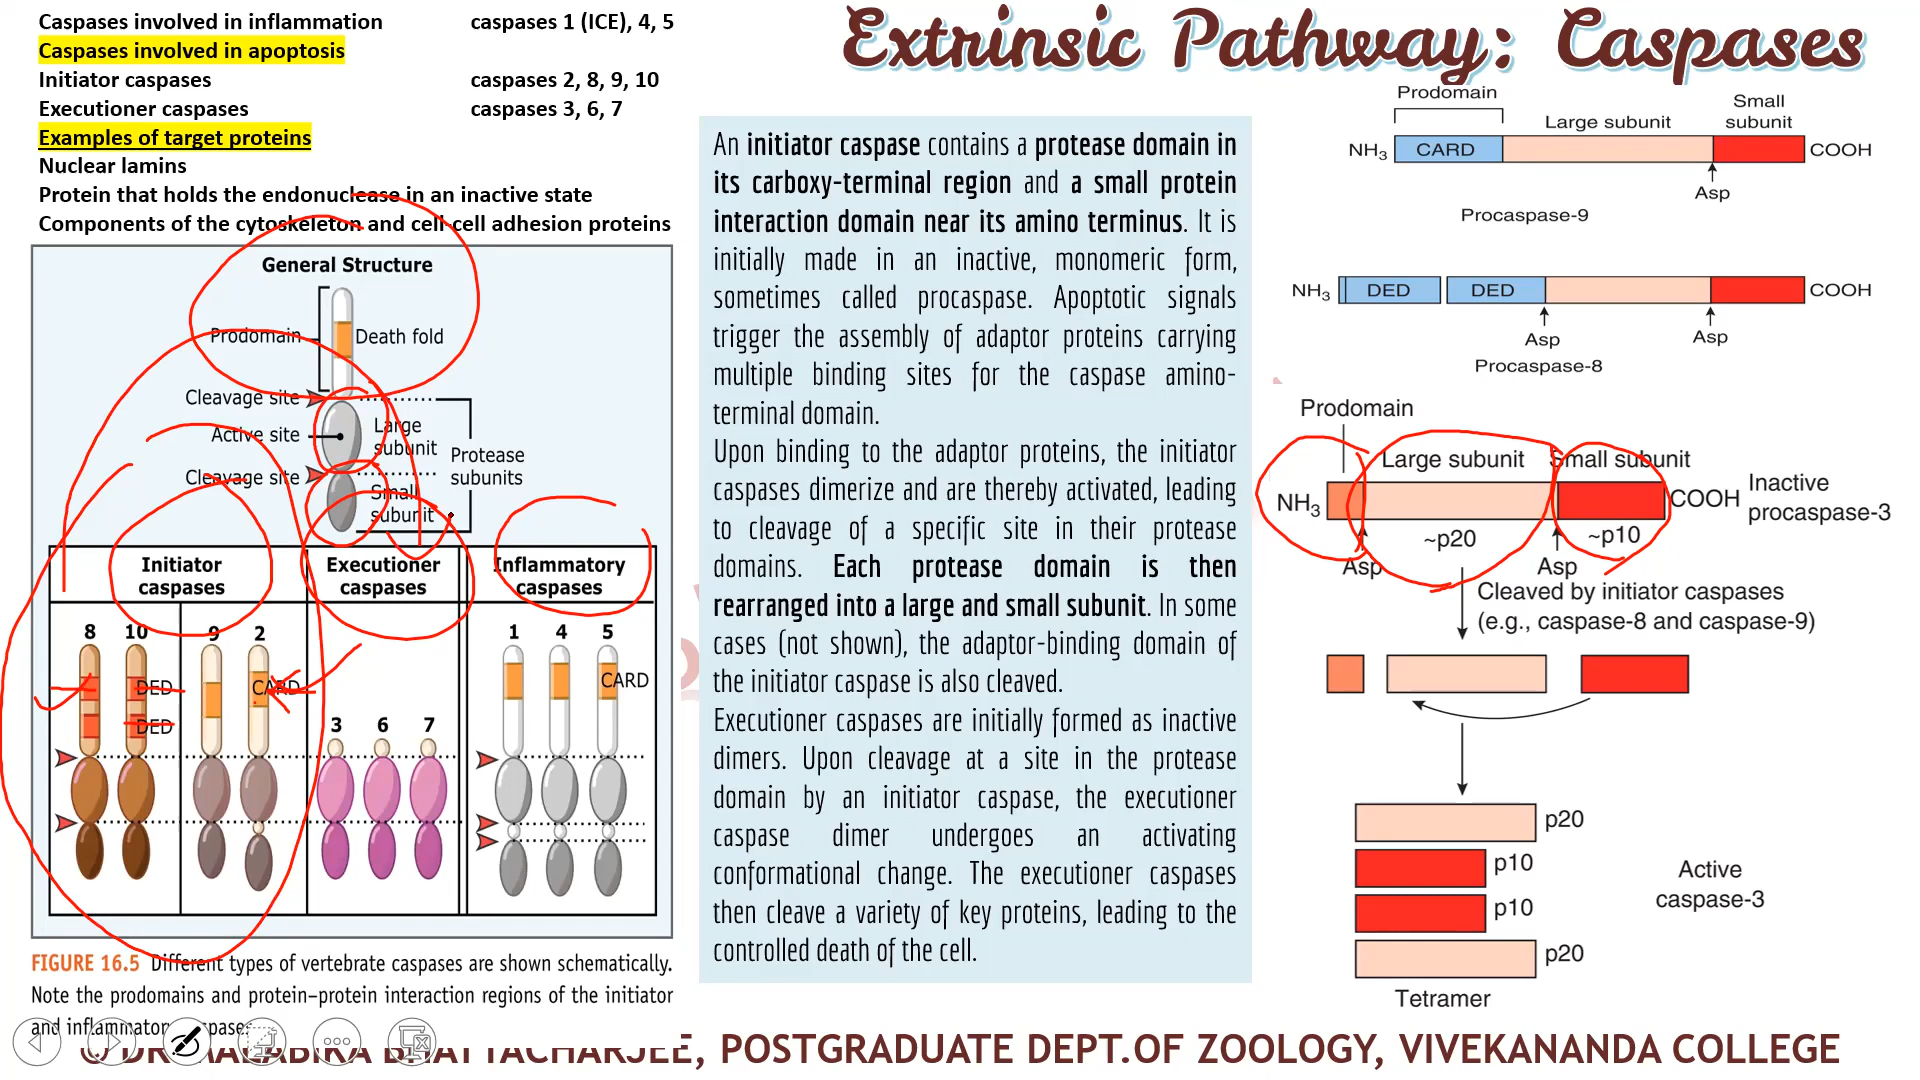 Extrinsic Pathway: Caspases
Caspases involved in inflammation caspases 1 (ICE), 4, 5
Caspases involved in apoptosis
Initiator caspases caspases 2, 8, 9, 10
Executioner caspases caspases 3, 6, 7
Examples of target proteins
Nuclear lamins
Protein that holds the endonuclease in an inactive state
Components of the cytoskeleton and cell-cell adhesion proteins
General Structure
Prodomain
Death fold
Cleavage site
Active site
Large
subunit
Cleavage site
Small
subunit
Protease
subunits
Initiator
caspases
Executioner
caspases
Inflammatory
caspases
8 10 9 2
DED
DED
CARD
3 6 7
1 4 5
CARD
FIGURE 16.5 Different types of vertebrate caspases are shown schematically.
Note the prodomains and protein–protein interaction regions of the initiator
and inflammatory
An initiator caspase contains a protease domain in
its carboxy-terminal region and a small protein
interaction domain near its amino terminus. It is
initially made in an inactive, monomeric form,
sometimes called procaspase. Apoptotic signals
trigger the assembly of adaptor proteins carrying
multiple binding sites for the caspase amino-
terminal domain.
Upon binding to the adaptor proteins, the initiator
caspases dimerize and are thereby activated, leading
to cleavage of a specific site in their protease
domains. Each protease domain is then
rearranged into a large and small subunit. In some
cases (not shown), the adaptor-binding domain of
the initiator caspase is also cleaved.
Executioner caspases are initially formed as inactive
dimers. Upon cleavage at a site in the protease
domain by an initiator caspase, the executioner
caspase dimer undergoes an activating
conformational change. The executioner caspases
then cleave a variety of key proteins, leading to the
controlled death of the cell.
Prodomain
Large subunit
Small
subunit
NH3 CARD COOH
Asp
Procaspase-9
NH3 DED DED COOH
Asp Asp
Procaspase-8
Prodomain
Large subunit Small subunit
NH3 COOH
Inactive
procaspase-3
~p20 ~p10
Asp Asp
Cleaved by initiator caspases
(e.g., caspase-8 and caspase-9)
p20
p10
p10
p20
Active
caspase-3
Tetramer
© DR. MALABIKA BHATTACHARJEE, POSTGRADUATE DEPT.OF ZOOLOGY, VIVEKANANDA COLLEGE